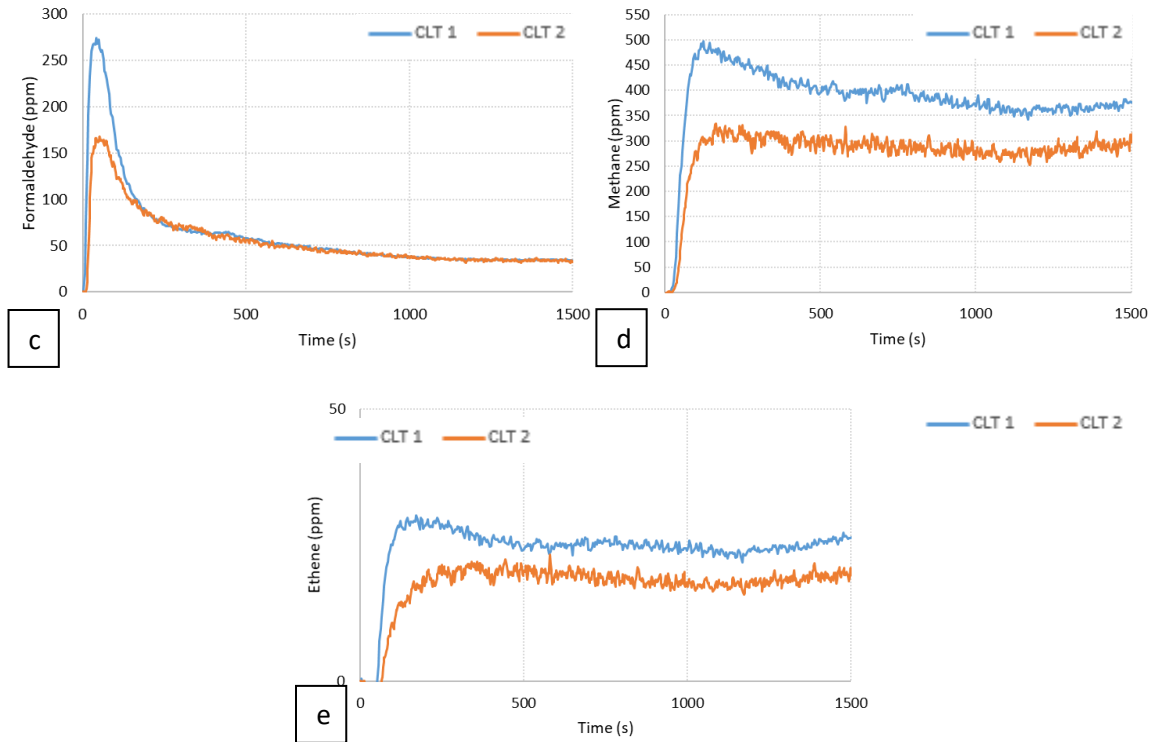 300
250
200
150
100
50
0
Formaldehyde (ppm)
CLT 1 CLT 2
0 500 1000 1500
Time (s)
c
550
500
450
400
350
300
250
200
150
100
50
0
Methane (ppm)
CLT 1 CLT 2
0 500 1000 1500
Time (s)
d
50
0
Ethene (ppm)
CLT 1 CLT 2
CLT 1 CLT 2
0 500 1000 1500
Time (s)
e